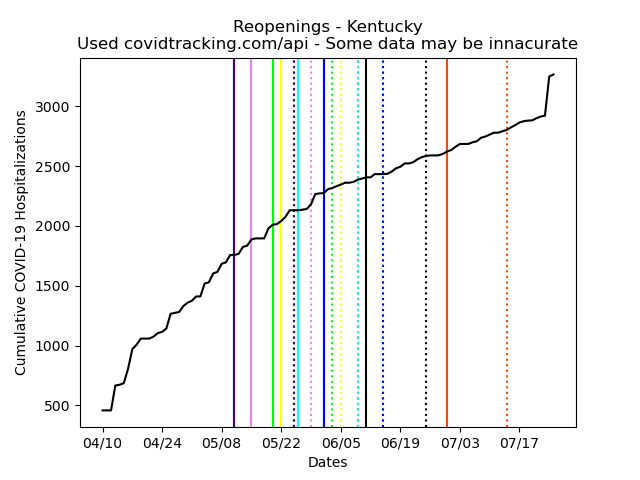 Reopenings - Kentucky
Used covidtracking.com/api - Some data may be innacurate
Cumulative COVID-19 Hospitalizations
3000
2500
2000
1500
1000
500
04/10 04/24 05/08 05/22 06/05 06/19 07/03 07/17
Dates